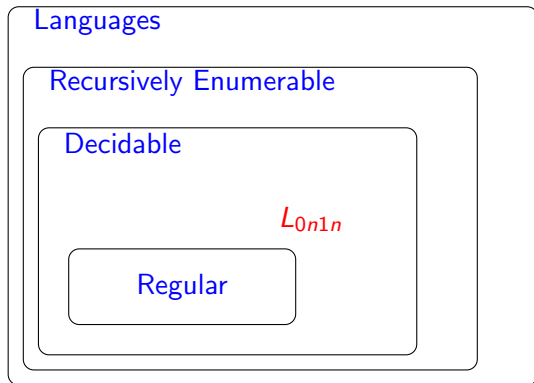 Languages
Recursively Enumerable
Decidable
L₀ₙ₁ₙ
Regular